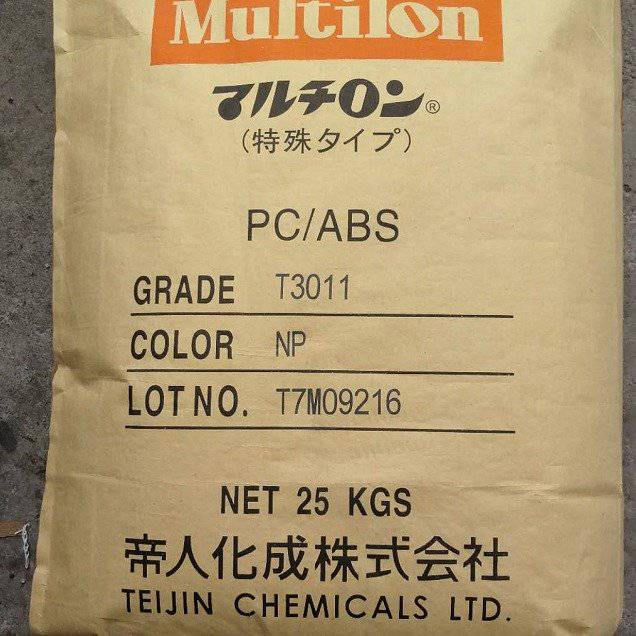 Multilon
マルチロン®
(特殊タイプ)
PC/ABS
GRADE T3011
COLOR NP
LOT NO. T7M09216
NET 25 KGS
帝人化成株式会社
TEIJIN CHEMICALS LTD.